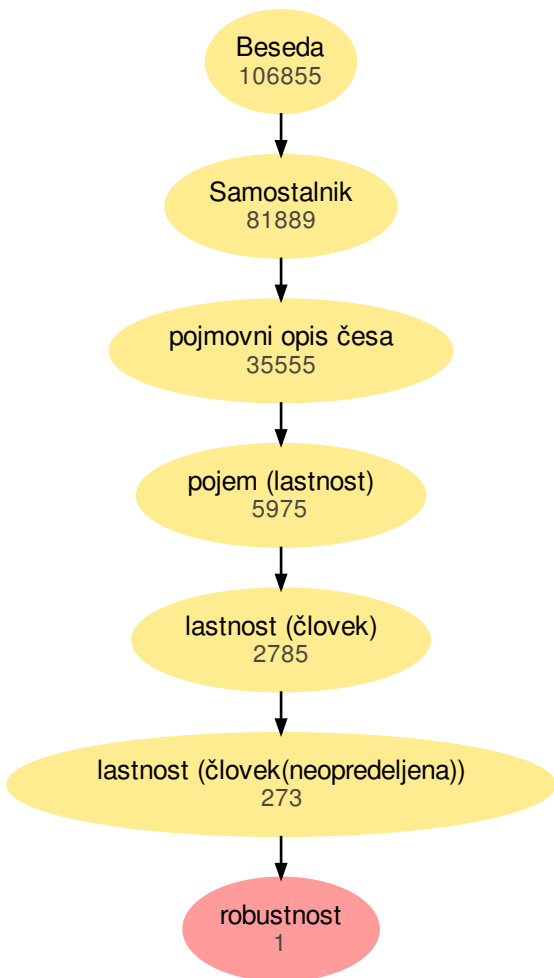 Beseda
106855
Samostalnik
81889
pojmovni opis česa
35555
pojem (lastnost)
5975
lastnost (človek)
2785
lastnost (človek(neopredeljena))
273
robustnost
1